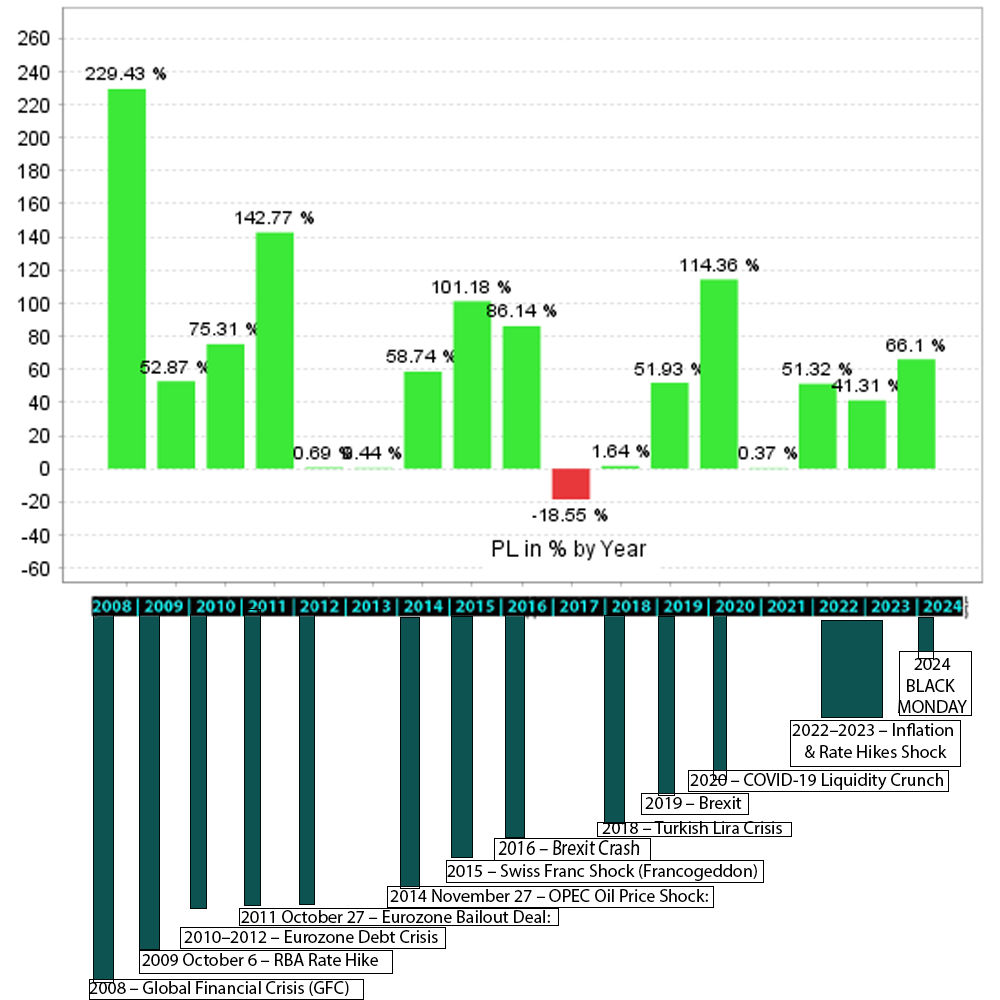 260
240
220
200
180
160
140
120
100
80
60
40
20
0
-20
-40
-60
229.43 %
52.87 %
75.31 %
142.77 %
0.69 %
0.44 %
58.74 %
101.18 %
86.14 %
-18.55 %
1.64 %
51.93 %
114.36 %
0.37 %
51.32 %
41.31 %
66.1 %
PL in % by Year
2008 2009 2010 2011 2012 2013 2014 2015 2016 2017 2018 2019 2020 2021 2022 2023 2024
2024
BLACK
MONDAY
2022–2023 – Inflation
& Rate Hikes Shock
2020 – COVID-19 Liquidity Crunch
2019 – Brexit
2018 – Turkish Lira Crisis
2016 – Brexit Crash
2015 – Swiss Franc Shock (Francogeddon)
2014 November 27 – OPEC Oil Price Shock:
2011 October 27 – Eurozone Bailout Deal:
2010–2012 – Eurozone Debt Crisis
2009 October 6 – RBA Rate Hike
2008 – Global Financial Crisis (GFC)